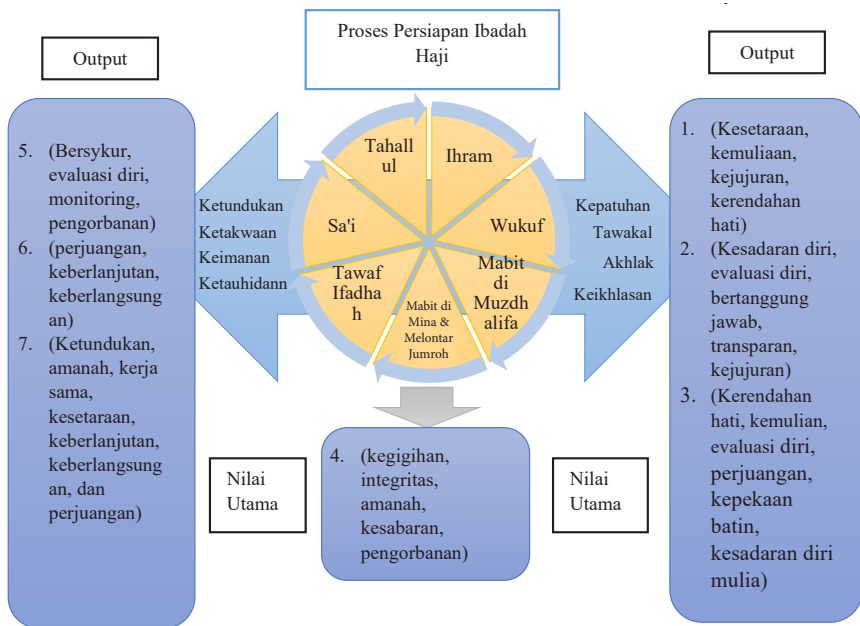 Proses Persiapan Ibadah
Haji
Output
Output
5. (Bersykur,
evaluasi diri,
monitoring,
pengorbanan)
6. (perjuangan,
keberlanjutan,
keberlangsung
an)
7. (Ketundukan,
amanah, kerja
sama,
kesetaraan,
keberlanjutan,
keberlangsung
an, dan
perjuangan)
Ketundukan
Ketakwaan
Keimanan
Ketauhidann
Tahall
ul
Ihram
Sa'i
Wukuf
Tawaf
Ifadha
h
Mabit di
Mina &
Melontar
Jumroh
Mabit
di
Muzdh
alifa
Kepatuhan
Tawakal
Akhlak
Keikhlasan
1. (Kesetaraan,
kemuliaan,
kejujuran,
kerendahan
hati)
2. (Kesadaran diri,
evaluasi diri,
bertanggung
jawab,
transparan,
kejujuran)
3. (Kerendahan
hati, kemulian,
evaluasi diri,
perjuangan,
kepekaan
batin,
kesadaran diri
mulia)
Nilai
Utama
4. (kegigihan,
integritas,
amanah,
kesabaran,
pengorbanan)
Nilai
Utama